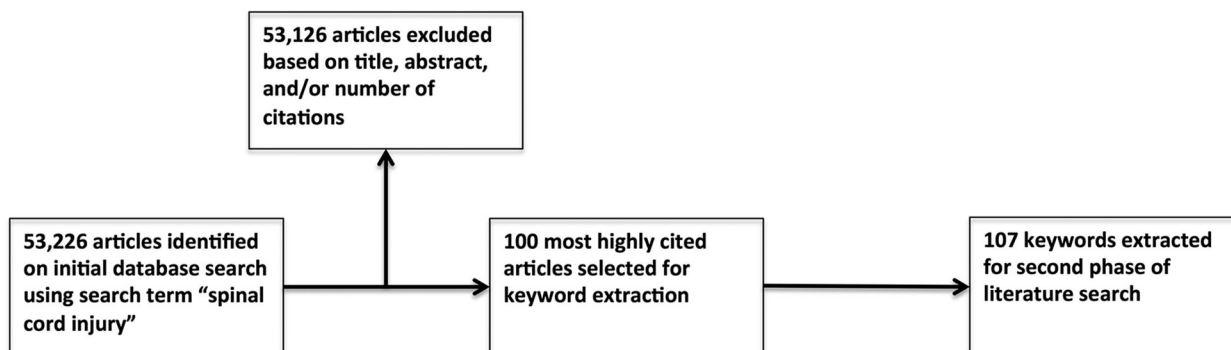 53,126 articles excluded
based on title, abstract,
and/or number of
citations
53,226 articles identified
on initial database search
using search term “spinal
cord injury”
100 most highly cited
articles selected for
keyword extraction
107 keywords extracted
for second phase of
literature search